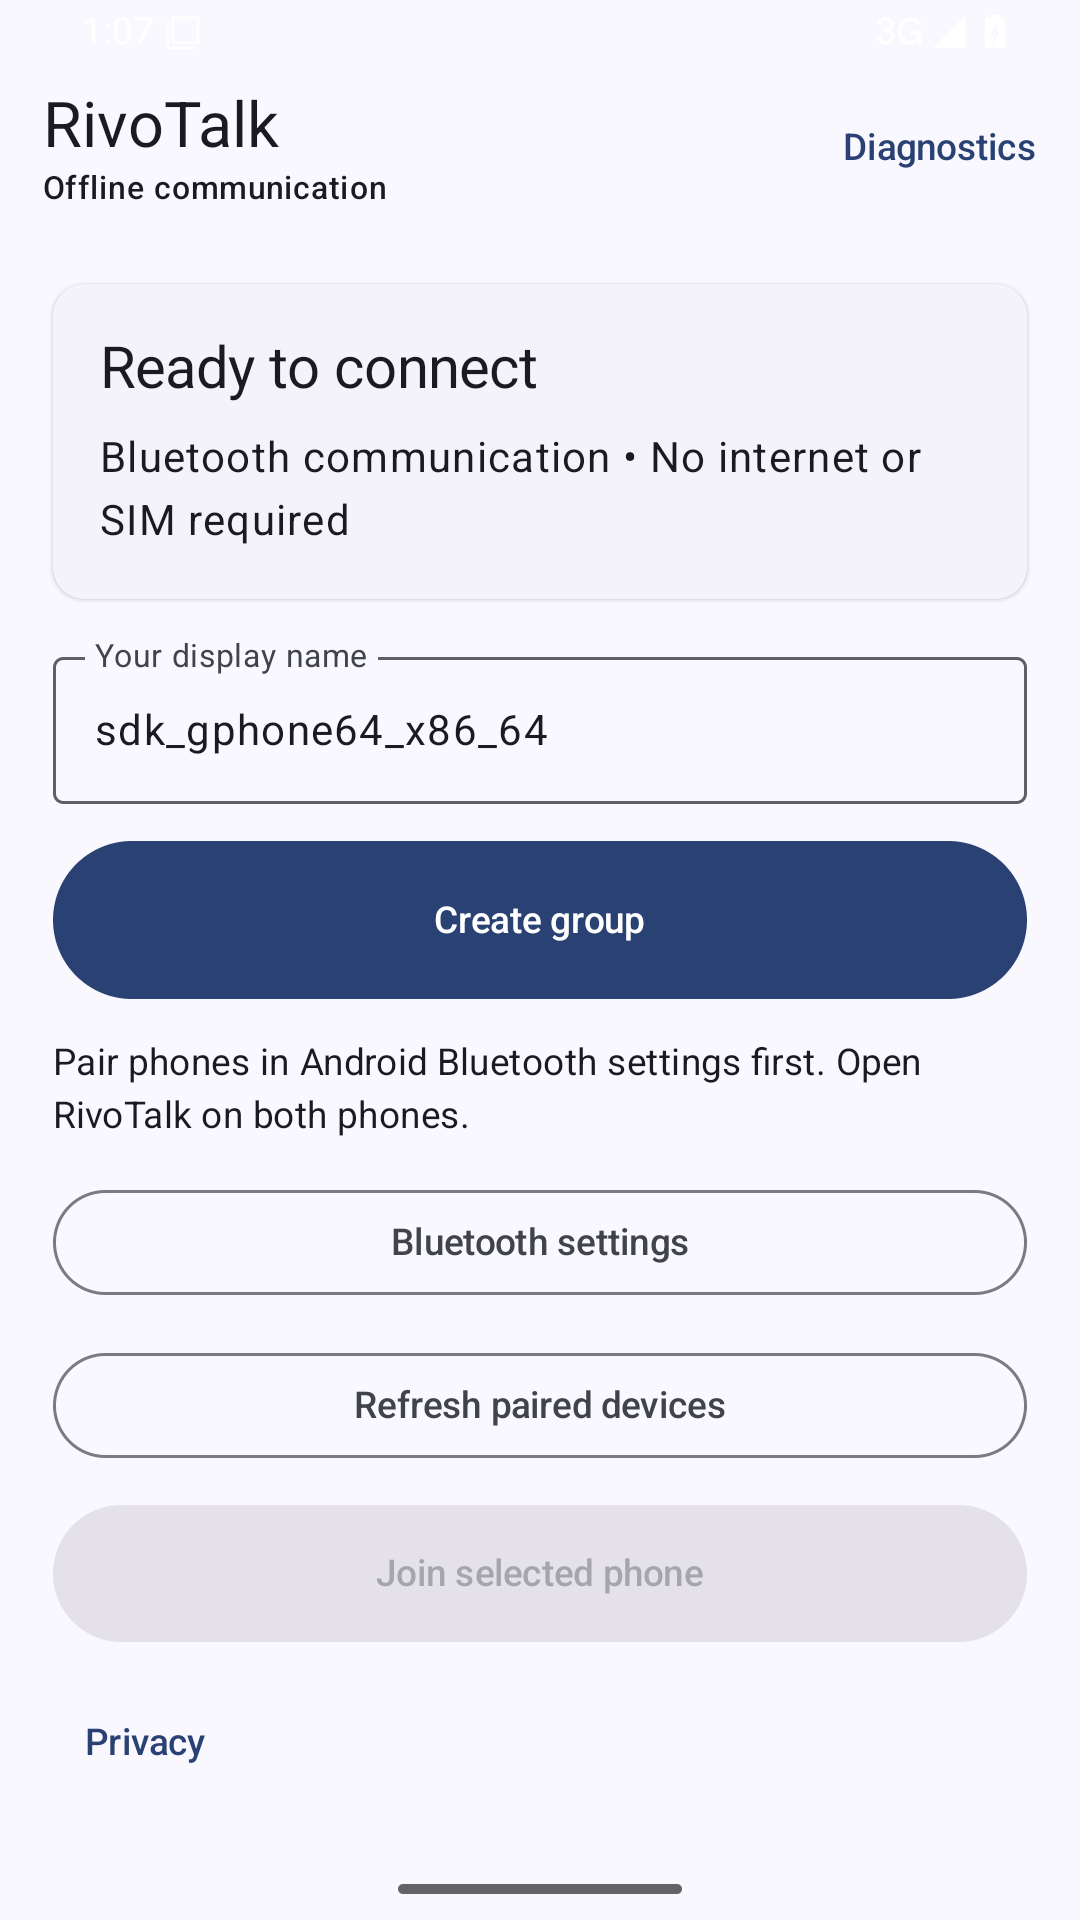 1:07 3G
RivoTalk
Diagnostics
Offline communication
Ready to connect
Bluetooth communication • No internet or
SIM required
Your display name
sdk_gphone64_x86_64
Create group
Pair phones in Android Bluetooth settings first. Open
RivoTalk on both phones.
Bluetooth settings
Refresh paired devices
Join selected phone
Privacy